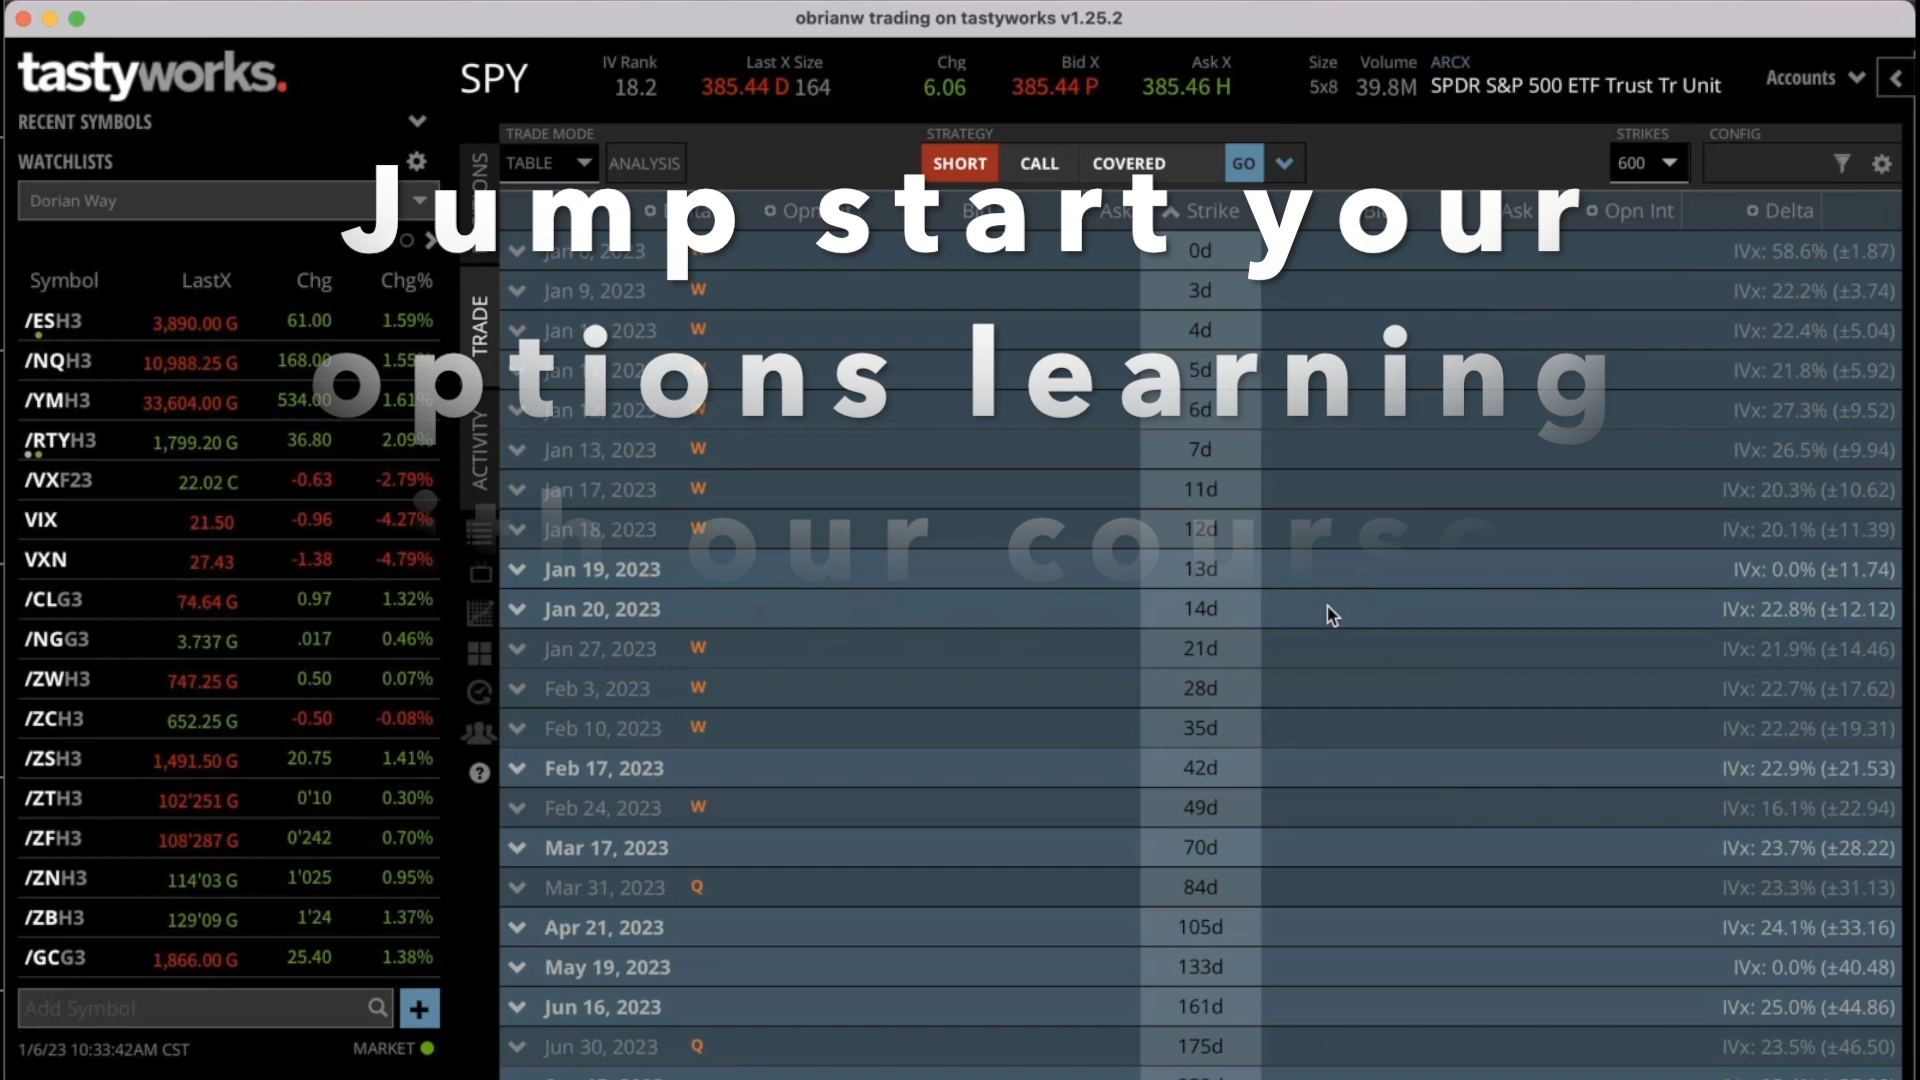 obrianw trading on tastyworks v1.25.2
tastyworks.
SPY
IV Rank Last X Size Chg Bid X Ask X Size Volume ARCX
18.2 385.44 D 164 6.06 385.44 P 385.46 H 5x8 39.8M SPDR S&P 500 ETF Trust Tr Unit
Accounts
RECENT SYMBOLS
WATCHLISTS
Dorian Way
Symbol LastX Chg Chg%
/ESH3 3,890.00 G 61.00 1.59%
/NQH3 10,988.25 G 168.00 1.55%
/YMH3 33,604.00 G 534.00 1.61%
/RTYH3 1,799.20 G 36.80 2.09%
/VXF23 22.02 C -0.63 -2.79%
VIX 21.50 -0.96 -4.27%
VXN 27.43 -1.38 -4.79%
/CLG3 74.64 G 0.97 1.32%
/NGG3 3.737 G .017 0.46%
/ZWH3 747.25 G 0.50 0.07%
/ZCH3 652.25 G -0.50 -0.08%
/ZSH3 1,491.50 G 20.75 1.41%
/ZTH3 102'251 G 0'10 0.30%
/ZFH3 108'287 G 0'242 0.70%
/ZNH3 114'03 G 1'025 0.95%
/ZBH3 129'09 G 1'24 1.37%
/GCG3 1,866.00 G 25.40 1.38%
Add Symbol
1/6/23 10:33:42AM CST MARKET
TRADE
ACTIVITY
TRADE MODE STRATEGY STRIKES CONFIG
TABLE ANALYSIS SHORT CALL COVERED GO 600
Ask Strike Ask Opn Int Delta
Jump start your
options learning
our
0d IVx: 58.6% (±1.87)
Jan 9, 2023 W 3d IVx: 22.2% (±3.74)
4d IVx: 22.4% (±5.04)
5d IVx: 21.8% (±5.92)
6d IVx: 27.3% (±9.52)
Jan 13, 2023 W 7d IVx: 26.5% (±9.94)
Jan 17, 2023 W 11d IVx: 20.3% (±10.62)
Jan 18, 2023 W 12d IVx: 20.1% (±11.39)
Jan 19, 2023 13d IVx: 0.0% (±11.74)
Jan 20, 2023 14d IVx: 22.8% (±12.12)
Jan 27, 2023 W 21d IVx: 21.9% (±14.46)
Feb 3, 2023 W 28d IVx: 22.7% (±17.62)
Feb 10, 2023 W 35d IVx: 22.2% (±19.31)
Feb 17, 2023 42d IVx: 22.9% (±21.53)
Feb 24, 2023 W 49d IVx: 16.1% (±22.94)
Mar 17, 2023 70d IVx: 23.7% (±28.22)
Mar 31, 2023 Q 84d IVx: 23.3% (±31.13)
Apr 21, 2023 105d IVx: 24.1% (±33.16)
May 19, 2023 133d IVx: 0.0% (±40.48)
Jun 16, 2023 161d IVx: 25.0% (±44.86)
Jun 30, 2023 Q 175d IVx: 23.5% (±46.50)